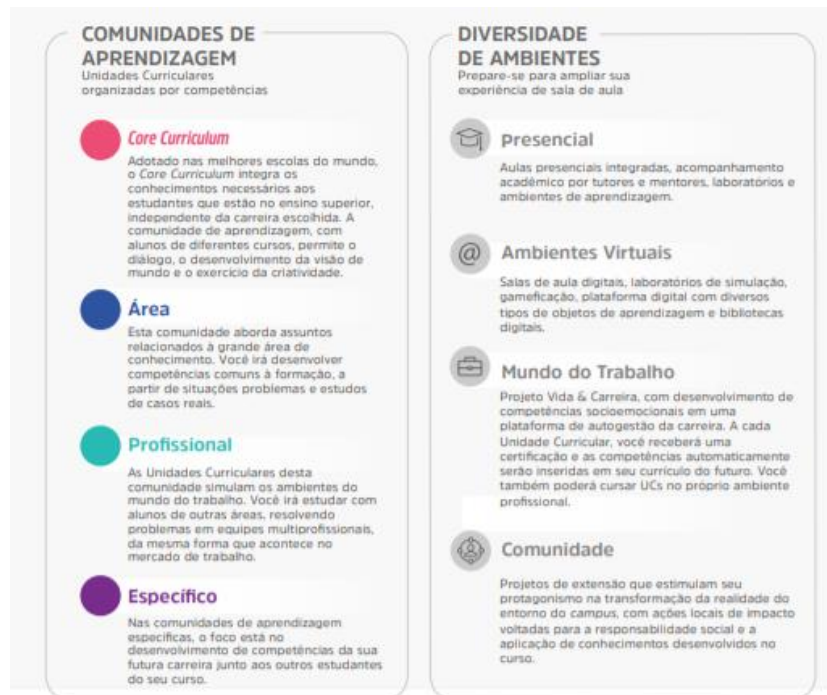 COMUNIDADES DE
APRENDIZAGEM
Unidades Curriculares
organizadas por competências
Core Curriculum
Adotado nas melhores escolas do mundo,
o Core Curriculum integra os
conhecimentos necessários aos
estudantes que estão no ensino superior,
independente da carreira escolhida. A
comunidade de aprendizagem, com
alunos de diferentes cursos, permite o
diálogo, o desenvolvimento da visão de
mundo e o exercício da criatividade.
Área
Esta comunidade aborda assuntos
relacionados à grande área de
conhecimento. Você irá desenvolver
competências comuns à formação, a
partir de situações problemas e estudos
de casos reais.
Profissional
As Unidades Curriculares desta
comunidade simulam os ambientes do
mundo do trabalho. Você irá estudar com
alunos de outras áreas, resolvendo
problemas em equipes multiprofissionais,
da mesma forma que acontece no
mercado de trabalho.
Específico
Nas comunidades de aprendizagem
específicas, o foco está no
desenvolvimento de competências da sua
futura carreira junto aos outros estudantes
do seu curso.
DIVERSIDADE
DE AMBIENTES
Prepare-se para ampliar sua
experiência de sala de aula
Presencial
Aulas presenciais integradas, acompanhamento
acadêmico por tutores e mentores, laboratórios e
ambientes de aprendizagem.
@ Ambientes Virtuais
Salas de aula digitais, laboratórios de simulação,
gameficação, plataforma digital com diversos
tipos de objetos de aprendizagem e bibliotecas
digitais.
Mundo do Trabalho
Projeto Vida & Carreira, com desenvolvimento de
competências socioemocionais em uma
plataforma de autogestão da carreira. A cada
Unidade Curricular, você receberá uma
certificação e as competências automaticamente
serão inseridas em seu currículo do futuro. Você
também poderá cursar UCs no próprio ambiente
profissional.
Comunidade
Projetos de extensão que estimulam seu
protagonismo na transformação da realidade do
entorno do campus, com ações locais de impacto
voltadas para a responsabilidade social e a
aplicação de conhecimentos desenvolvidos no
curso.